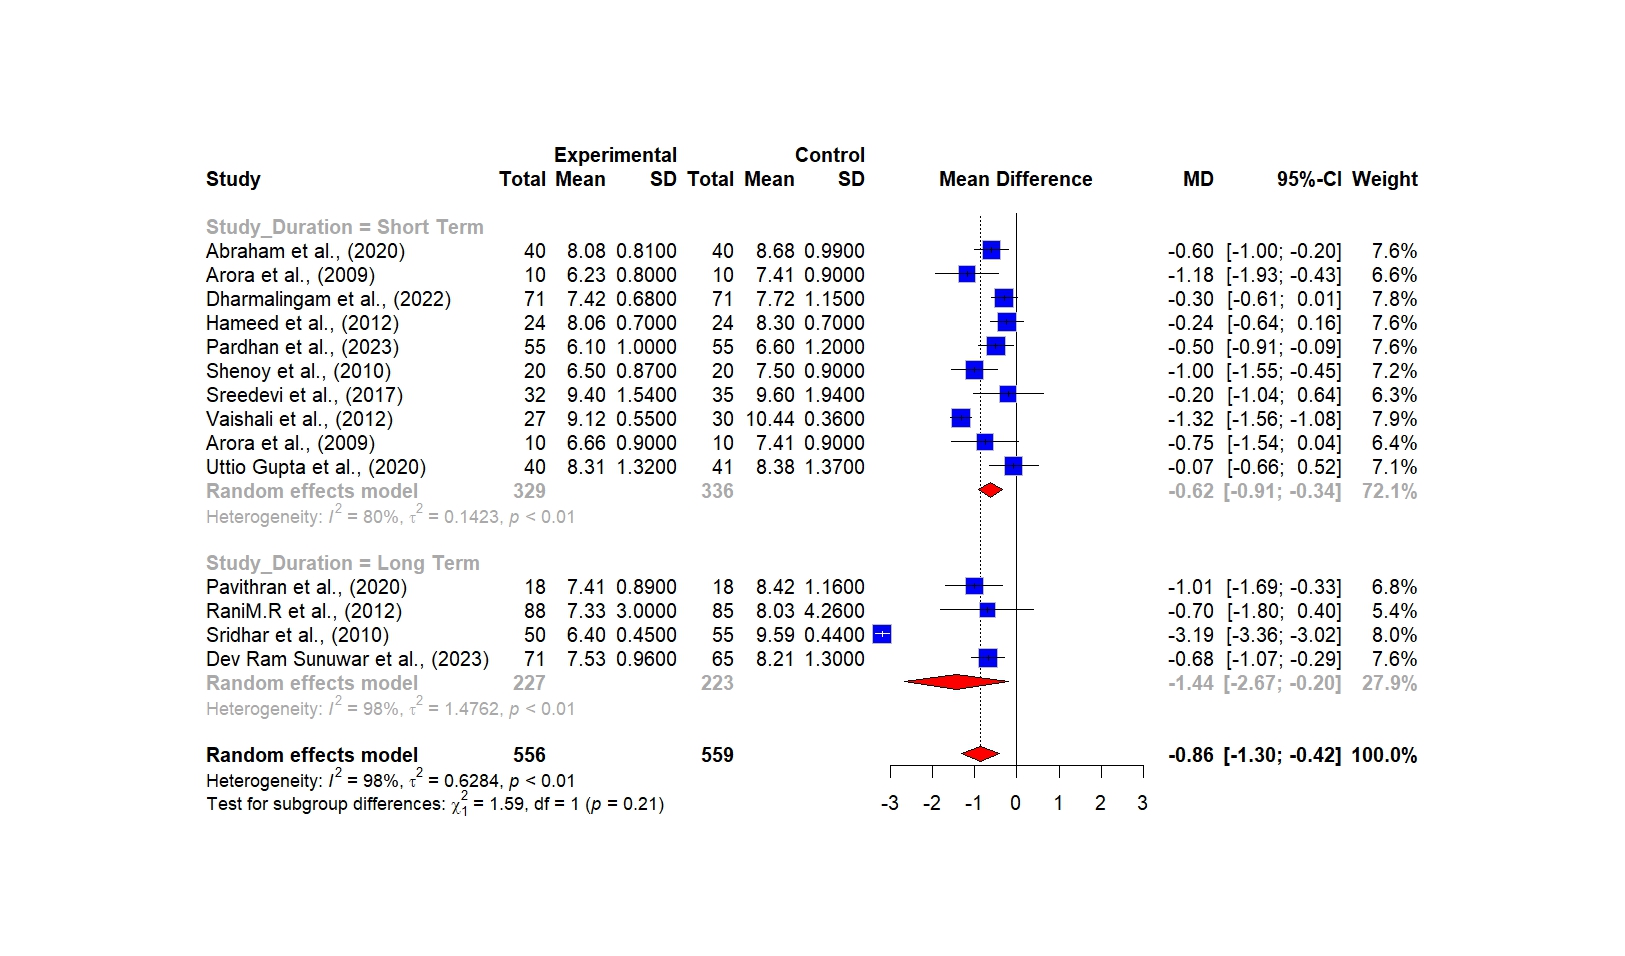 Experimental Control
Study Total Mean SD Total Mean SD Mean Difference MD 95%-CI Weight
Study_Duration = Short Term
Abraham et al., (2020) 40 8.08 0.8100 40 8.68 0.9900 -0.60 [-1.00; -0.20] 7.6%
Arora et al., (2009) 10 6.23 0.8000 10 7.41 0.9000 -1.18 [-1.93; -0.43] 6.6%
Dharmalingam et al., (2022) 71 7.42 0.6800 71 7.72 1.1500 -0.30 [-0.61; 0.01] 7.8%
Hameed et al., (2012) 24 8.06 0.7000 24 8.30 0.7000 -0.24 [-0.64; 0.16] 7.6%
Pardhan et al., (2023) 55 6.10 1.0000 55 6.60 1.2000 -0.50 [-0.91; -0.09] 7.6%
Shenoy et al., (2010) 20 6.50 0.8700 20 7.50 0.9000 -1.00 [-1.55; -0.45] 7.2%
Sreedevi et al., (2017) 32 9.40 1.5400 35 9.60 1.9400 -0.20 [-1.04; 0.64] 6.3%
Vaishali et al., (2012) 27 9.12 0.5500 30 10.44 0.3600 -1.32 [-1.56; -1.08] 7.9%
Arora et al., (2009) 10 6.66 0.9000 10 7.41 0.9000 -0.75 [-1.54; 0.04] 6.4%
Uttio Gupta et al., (2020) 40 8.31 1.3200 41 8.38 1.3700 -0.07 [-0.66; 0.52] 7.1%
Random effects model 329 336 -0.62 [-0.91; -0.34] 72.1%
Heterogeneity: I² = 80%, τ² = 0.1423, p < 0.01
Study_Duration = Long Term
Pavithran et al., (2020) 18 7.41 0.8900 18 8.42 1.1600 -1.01 [-1.69; -0.33] 6.8%
RaniM.R et al., (2012) 88 7.33 3.0000 85 8.03 4.2600 -0.70 [-1.80; 0.40] 5.4%
Sridhar et al., (2010) 50 6.40 0.4500 55 9.59 0.4400 -3.19 [-3.36; -3.02] 8.0%
Dev Ram Sunuwar et al., (2023) 71 7.53 0.9600 65 8.21 1.3000 -0.68 [-1.07; -0.29] 7.6%
Random effects model 227 223 -1.44 [-2.67; -0.20] 27.9%
Heterogeneity: I² = 98%, τ² = 1.4762, p < 0.01
Random effects model 556 559 -0.86 [-1.30; -0.42] 100.0%
Heterogeneity: I² = 98%, τ² = 0.6284, p < 0.01
Test for subgroup differences: χ₁² = 1.59, df = 1 (p = 0.21)
-3 -2 -1 0 1 2 3